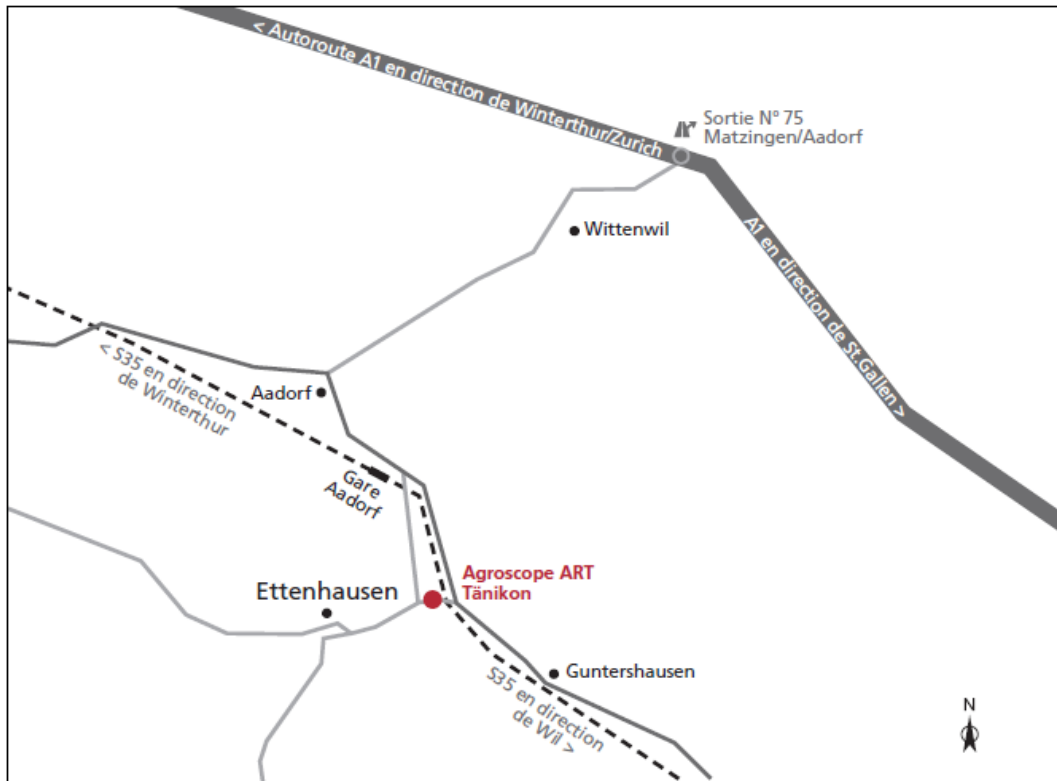 < Autoroute A1 en direction de Winterthur/Zurich
Sortie N° 75
Matzingen/Aadorf
Wittenwil
A1 en direction de St.Gallen >
< S35 en direction
de Winterthur
Aadorf
Gare
Aadorf
Ettenhausen
Agroscope ART
Tänikon
Guntershausen
S35 en direction
de Wil >
N